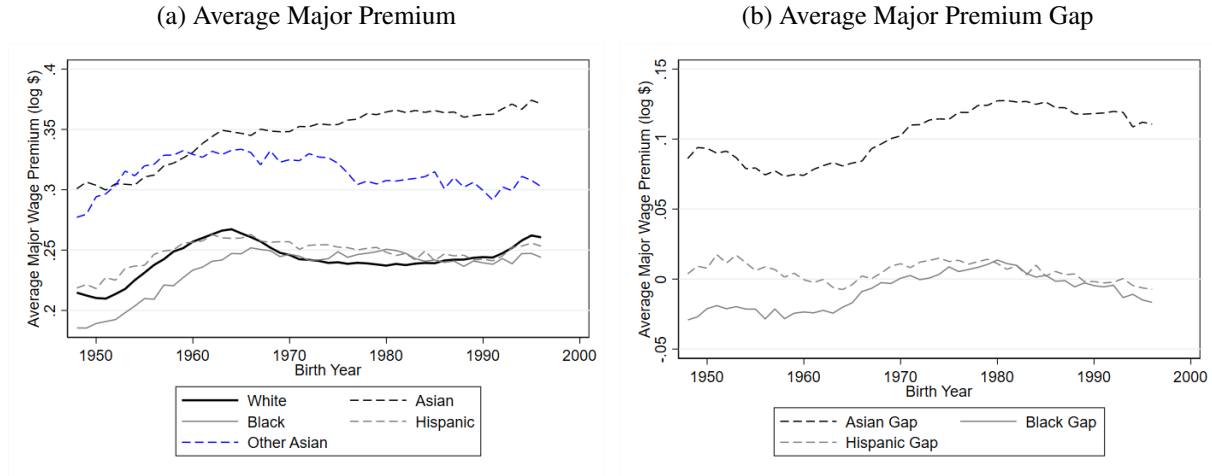 (a) Average Major Premium
Average Major Wage Premium (log $)
.4
.35
.3
.25
.2
1950 1960 1970 1980 1990 2000
Birth Year
White Asian
Black Hispanic
Other Asian
(b) Average Major Premium Gap
Average Major Wage Premium (log $)
.15
.1
.05
0
-.05
1950 1960 1970 1980 1990 2000
Birth Year
Asian Gap Black Gap
Hispanic Gap